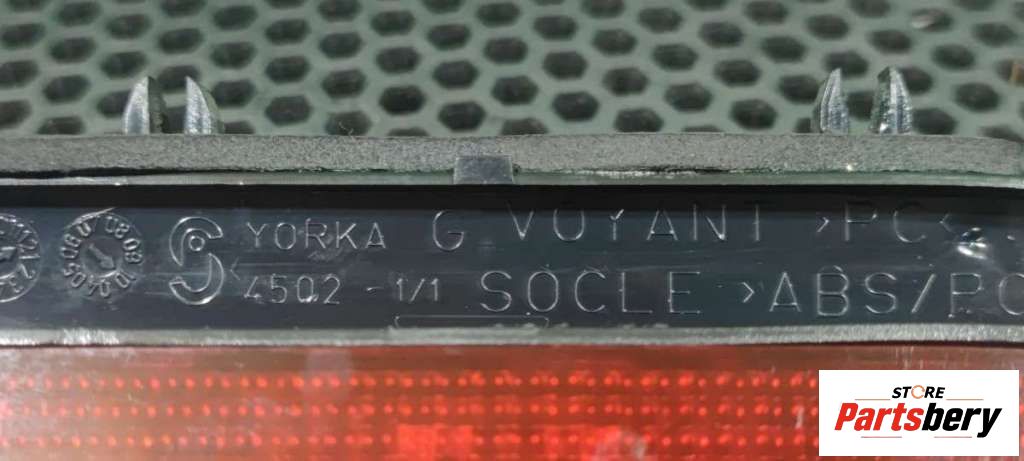 YORKA G VOYANT >PC<
4502 - 1/1 SOCLE >ABS/PC
STORE
Partsbery